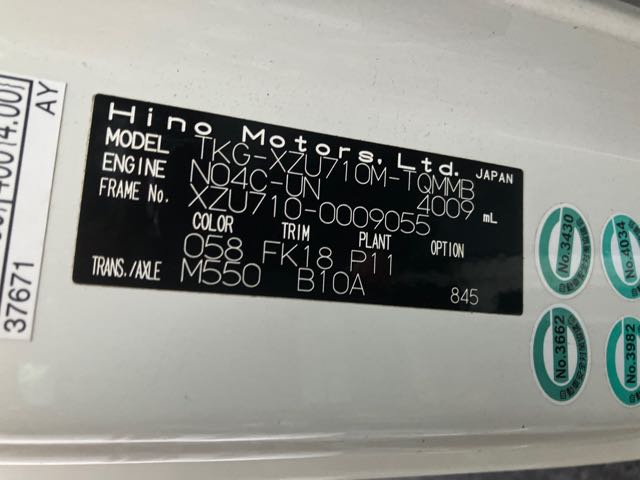 Hino Motors, Ltd. JAPAN
MODEL TKG-XZU710M-TQMMB
ENGINE N04C-UN 4009 mL
FRAME No. XZU710-0009055
COLOR TRIM PLANT OPTION
058 FK18 P11
TRANS./AXLE M550 B10A 845
AY
37671
No.3430
No.4034
No.3662
No.3982